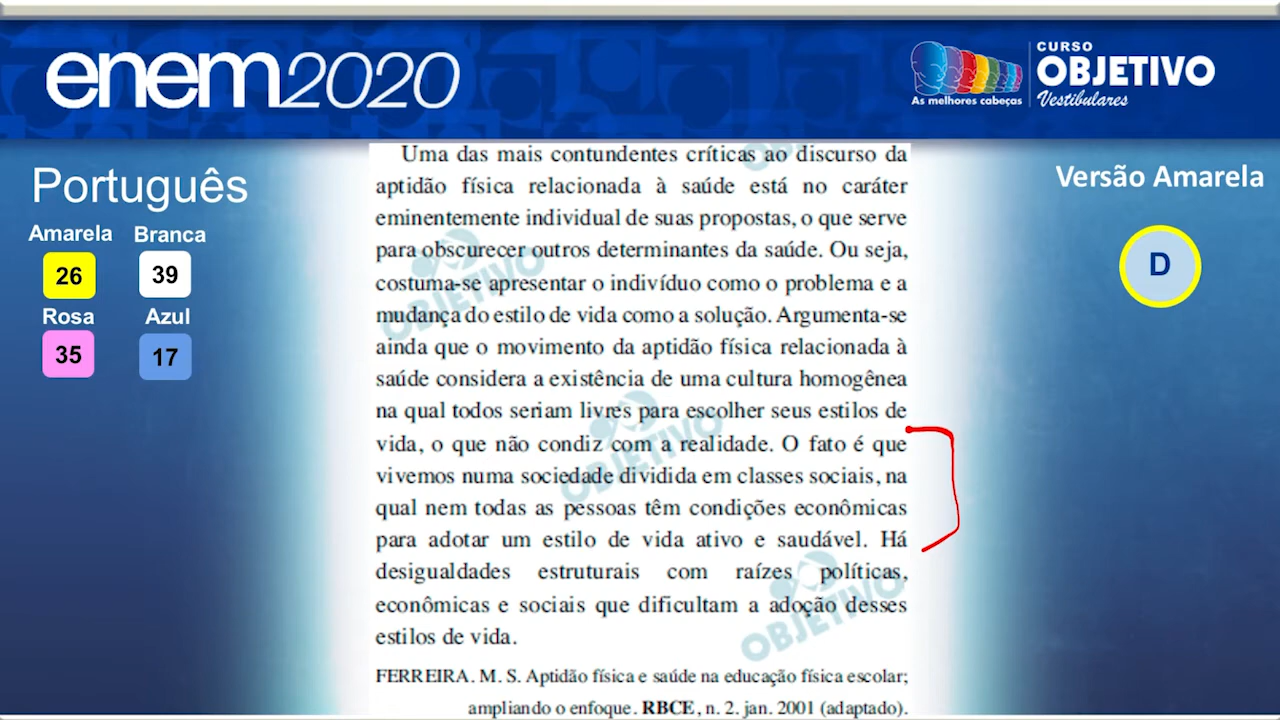 enem2020
CURSO
OBJETIVO
Vestibulares
As melhores cabeças
Português
Amarela Branca
26 39
Rosa Azul
35 17
Uma das mais contundentes críticas ao discurso da
aptidão física relacionada à saúde está no caráter
eminentemente individual de suas propostas, o que serve
para obscurecer outros determinantes da saúde. Ou seja,
costuma-se apresentar o indivíduo como o problema e a
mudança do estilo de vida como a solução. Argumenta-se
ainda que o movimento da aptidão física relacionada à
saúde considera a existência de uma cultura homogênea
na qual todos seriam livres para escolher seus estilos de
vida, o que não condiz com a realidade. O fato é que
vivemos numa sociedade dividida em classes sociais, na
qual nem todas as pessoas têm condições econômicas
para adotar um estilo de vida ativo e saudável. Há
desigualdades estruturais com raízes políticas,
econômicas e sociais que dificultam a adoção desses
estilos de vida.
FERREIRA. M. S. Aptidão física e saúde na educação física escolar;
ampliando o enfoque. RBCE, n. 2. jan. 2001 (adaptado).
OBJETIVO
OBJETIVO
OBJETIVO
Versão Amarela
D